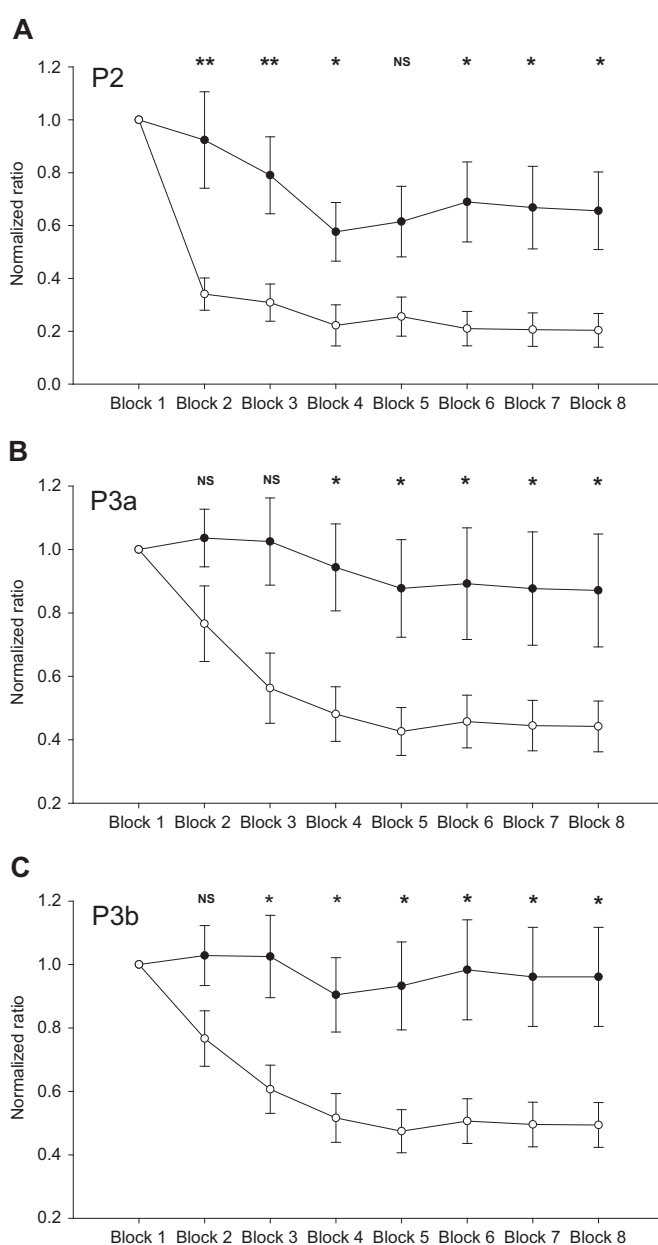 A
P2
** ** * NS * * *
1.2
1.0
0.8
0.6
0.4
0.2
0.0
Normalized ratio
Block 1 Block 2 Block 3 Block 4 Block 5 Block 6 Block 7 Block 8
B
P3a
NS NS * * * * *
1.2
1.0
0.8
0.6
0.4
0.2
Normalized ratio
Block 1 Block 2 Block 3 Block 4 Block 5 Block 6 Block 7 Block 8
C
P3b
NS * * * * * *
1.2
1.0
0.8
0.6
0.4
0.2
Normalized ratio
Block 1 Block 2 Block 3 Block 4 Block 5 Block 6 Block 7 Block 8